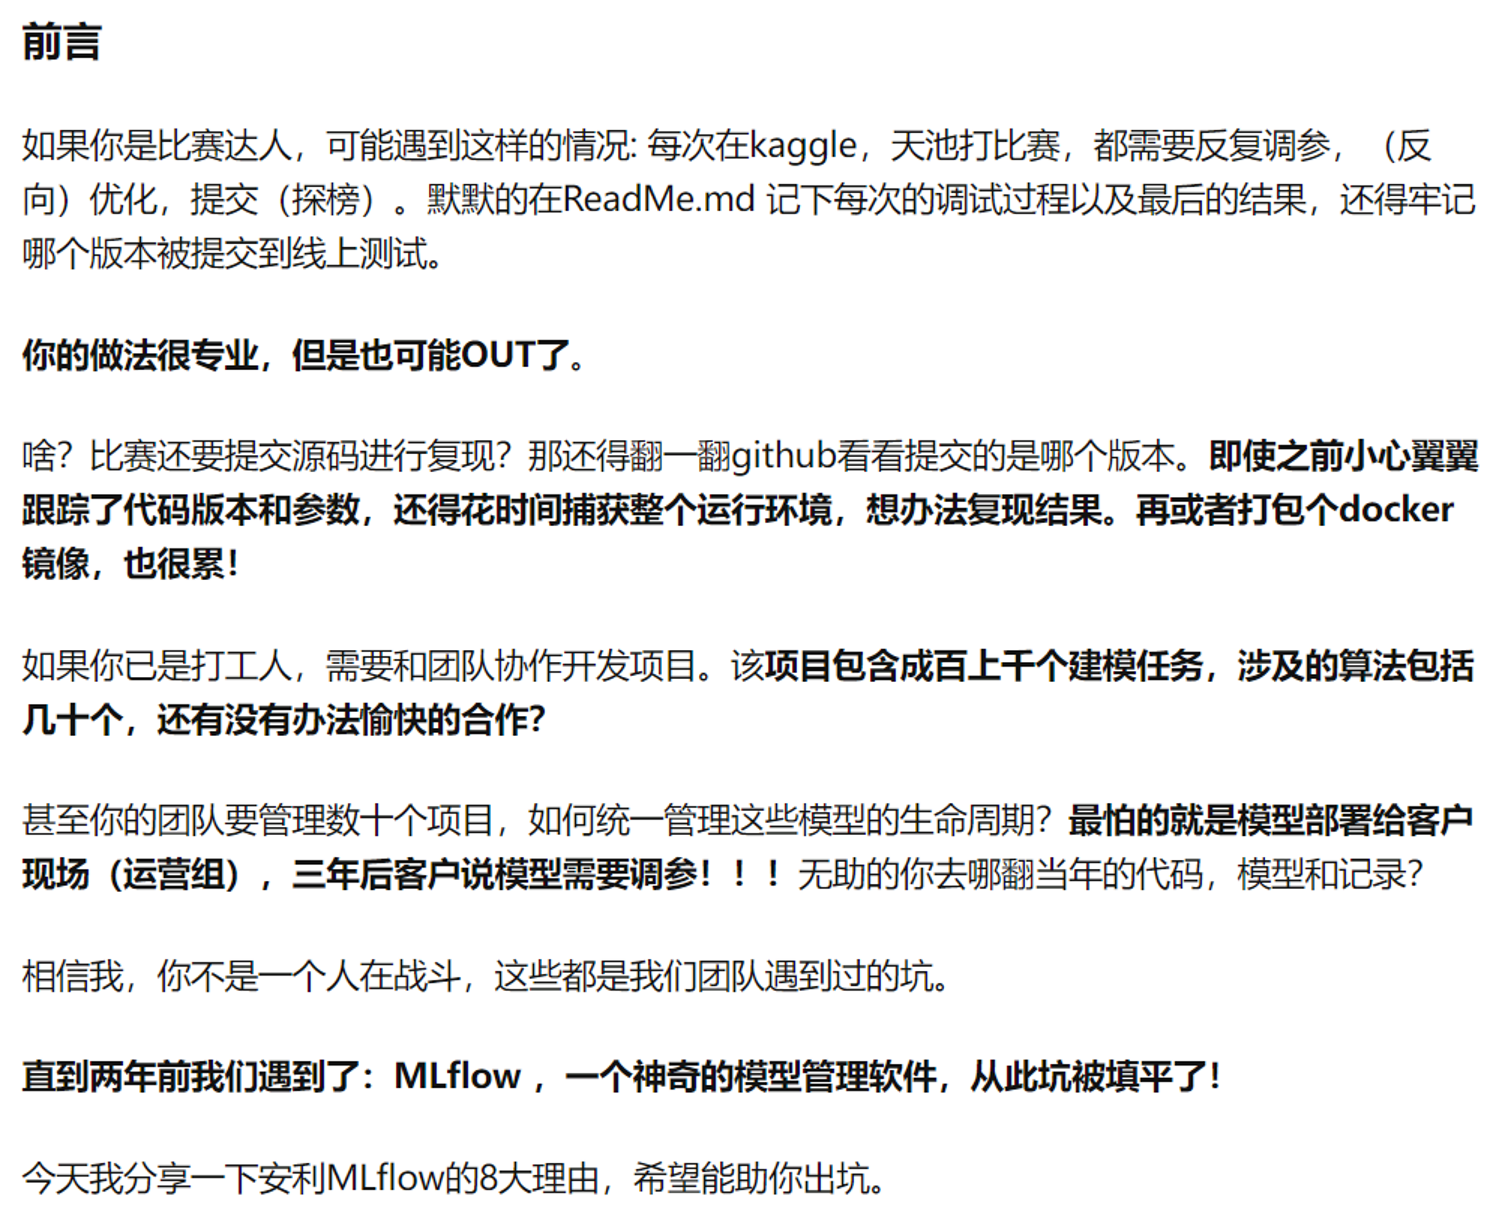 前言
如果你是比赛达人，可能遇到这样的情况: 每次在kaggle，天池打比赛，都需要反复调参，（反
向）优化，提交（探榜）。默默的在ReadMe.md 记下每次的调试过程以及最后的结果，还得牢记
哪个版本被提交到线上测试。
你的做法很专业，但是也可能OUT了。
啥？比赛还要提交源码进行复现？那还得翻一翻github看看提交的是哪个版本。即使之前小心翼翼
跟踪了代码版本和参数，还得花时间捕获整个运行环境，想办法复现结果。再或者打包个docker
镜像，也很累！
如果你已是打工人，需要和团队协作开发项目。该项目包含成百上千个建模任务，涉及的算法包括
几十个，还有没有办法愉快的合作？
甚至你的团队要管理数十个项目，如何统一管理这些模型的生命周期？最怕的就是模型部署给客户
现场（运营组），三年后客户说模型需要调参！！！无助的你去哪翻当年的代码，模型和记录？
相信我，你不是一个人在战斗，这些都是我们团队遇到过的坑。
直到两年前我们遇到了：MLflow ，一个神奇的模型管理软件，从此坑被填平了！
今天我分享一下安利MLflow的8大理由，希望能助你出坑。